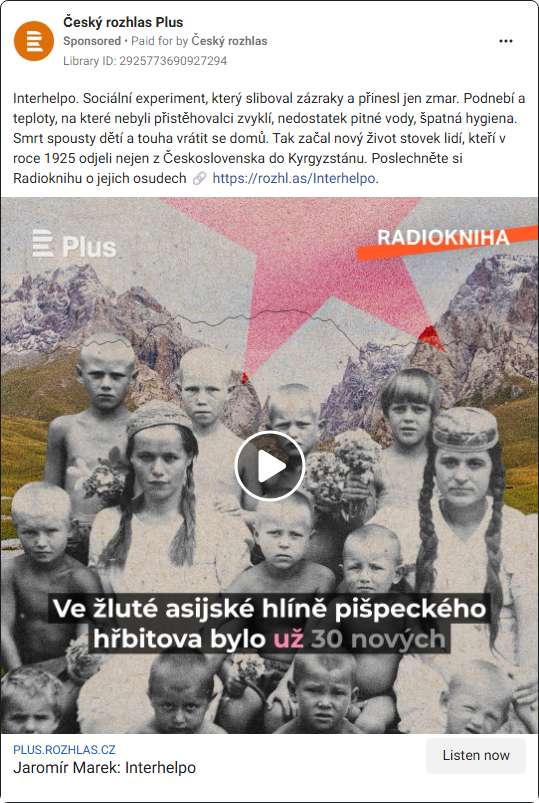 Český rozhlas Plus
Sponsored • Paid for by Český rozhlas
Library ID: 2925773690927294
Interhelpo. Sociální experiment, který sliboval zázraky a přinesl jen zmar. Podnebí a
teploty, na které nebyli přistěhovalci zvyklí, nedostatek pitné vody, špatná hygiena.
Smrt spousty dětí a touha vrátit se domů. Tak začal nový život stovek lidí, kteří v
roce 1925 odjeli nejen z Československa do Kyrgyzstánu. Poslechněte si
Radioknihu o jejich osudech 🔗 https://rozhl.as/Interhelpo.
Plus
RADIOKNIHA
Ve žluté asijské hlíně pišpeckého
hřbitova bylo už 30 nových
PLUS.ROZHLAS.CZ
Jaromír Marek: Interhelpo
Listen now